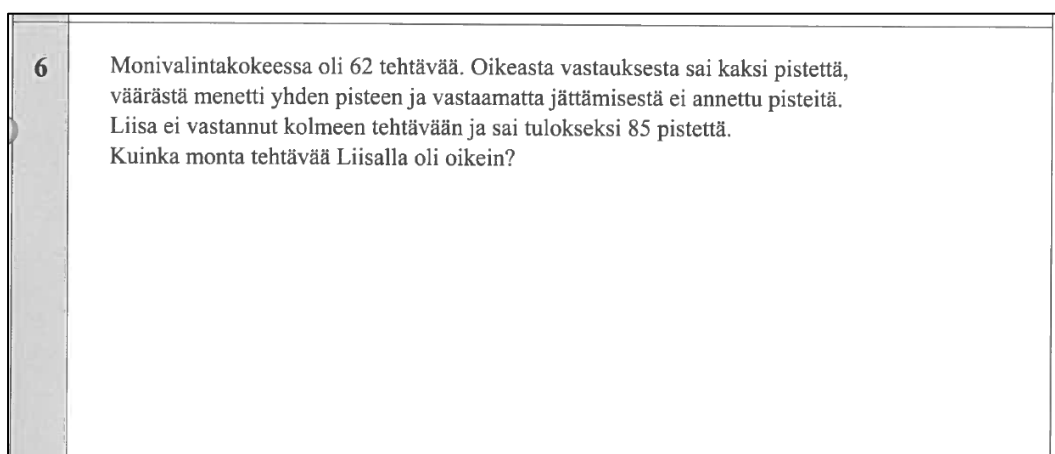 6
Monivalintakokeessa oli 62 tehtävää. Oikeasta vastauksesta sai kaksi pistettä,
väärästä menetti yhden pisteen ja vastaamatta jättämisestä ei annettu pisteitä.
Liisa ei vastannut kolmeen tehtävään ja sai tulokseksi 85 pistettä.
Kuinka monta tehtävää Liisalla oli oikein?